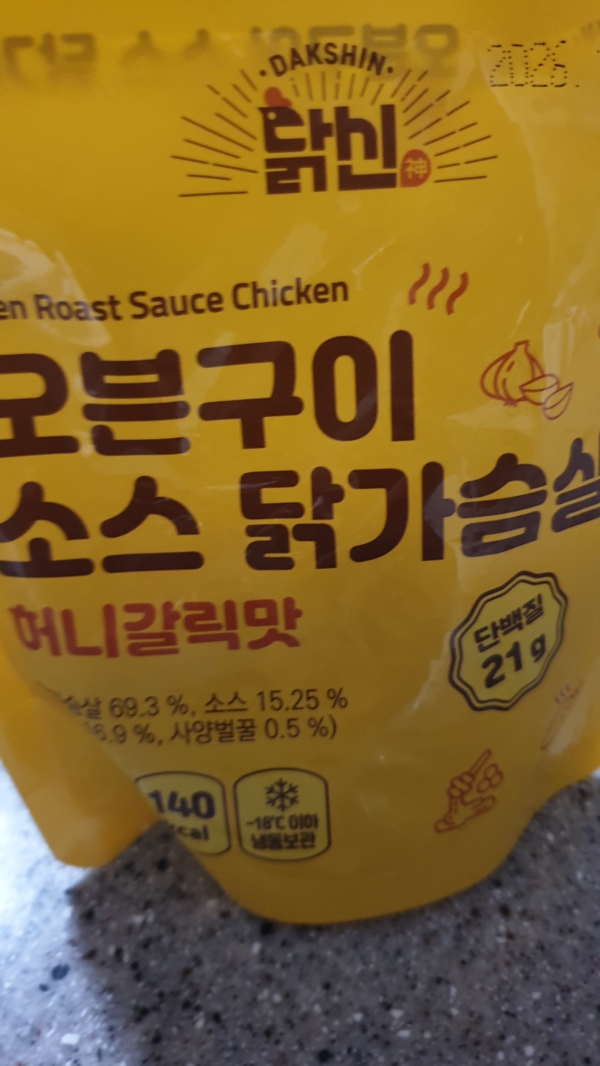 2026.
·DAKSHIN·
닭신
神
en Roast Sauce Chicken
오븐구이
소스 닭가슴살
허니갈릭맛
단백질
21g
살 69.3 %, 소스 15.25 %
6.9 %, 사양벌꿀 0.5 %)
140
kcal
-18℃ 이하
냉동보관